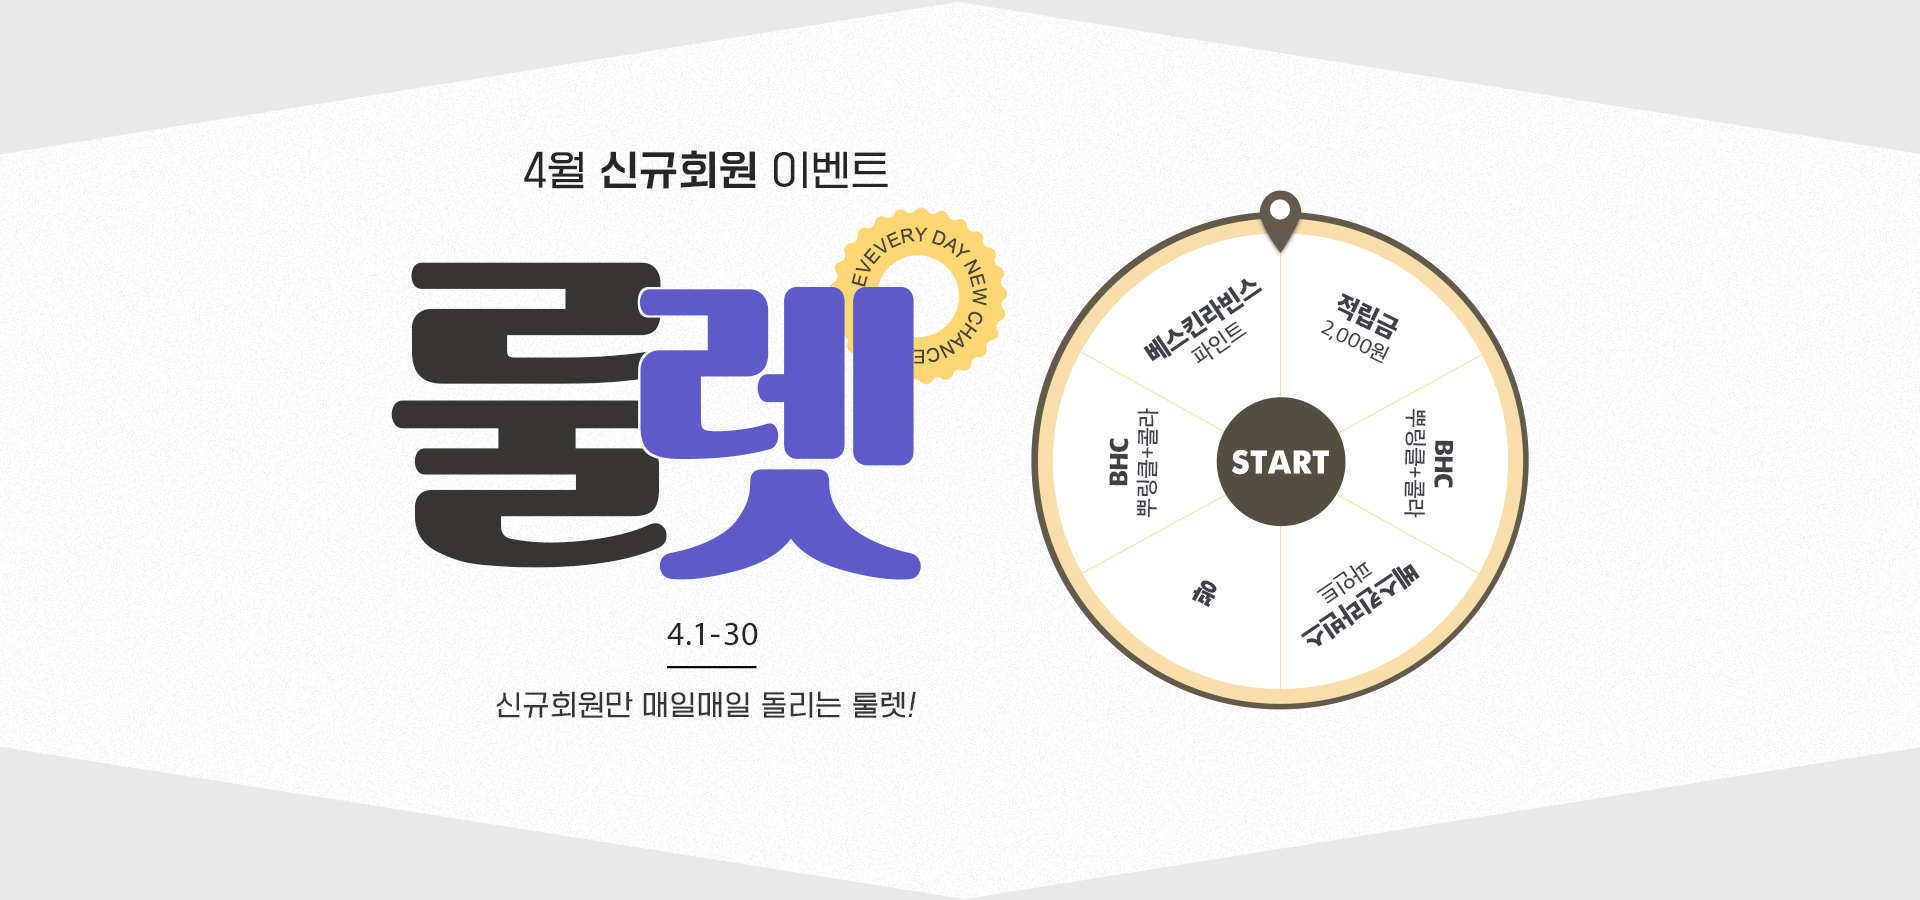 4월 신규회원 이벤트
EVEVERY DAY NEW CHANCE
룰렛
4.1-30
신규회원만 매일매일 돌리는 룰렛!
베스킨라빈스
파인트
적립금
2,000원
BHC
뿌링클+콜라
BHC
뿌링클+콜라
START
꽝
베스킨라빈스
파인트